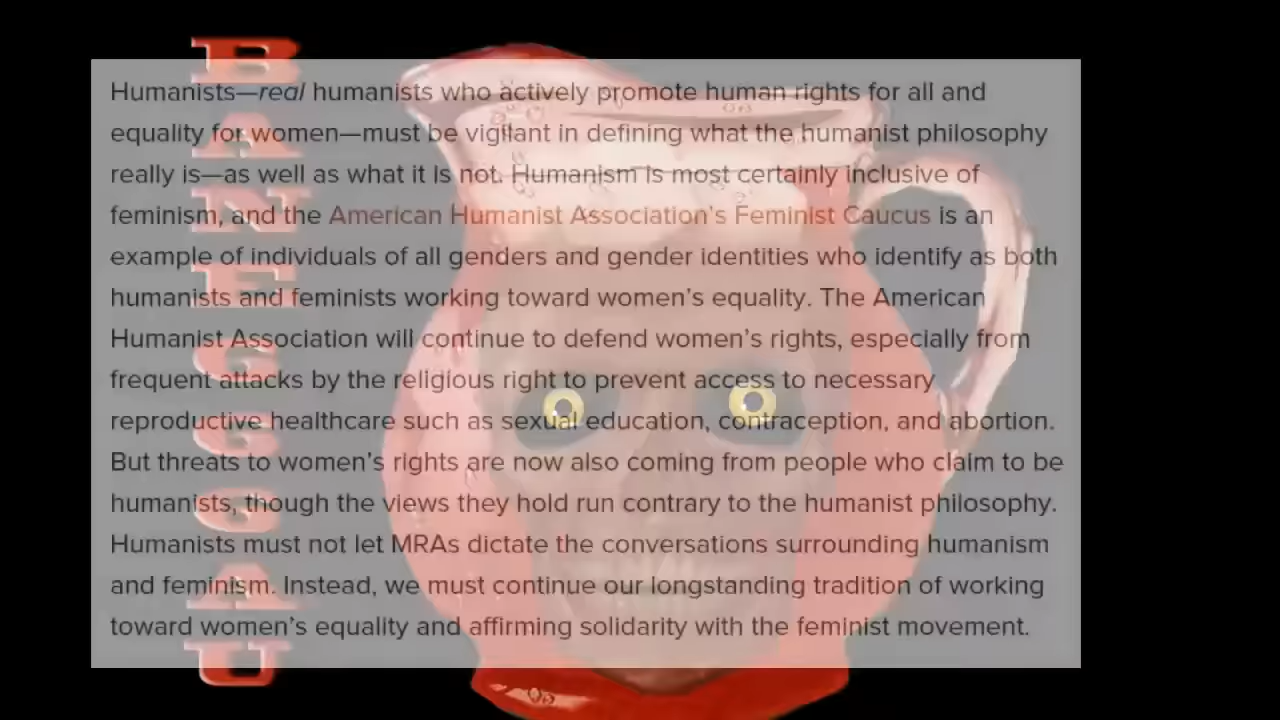 Humanists—real humanists who actively promote human rights for all and
equality for women—must be vigilant in defining what the humanist philosophy
really is—as well as what it is not. Humanism is most certainly inclusive of
feminism, and the American Humanist Association's Feminist Caucus is an
example of individuals of all genders and gender identities who identify as both
humanists and feminists working toward women's equality. The American
Humanist Association will continue to defend women's rights, especially from
frequent attacks by the religious right to prevent access to necessary
reproductive healthcare such as sexual education, contraception, and abortion.
But threats to women's rights are now also coming from people who claim to be
humanists, though the views they hold run contrary to the humanist philosophy.
Humanists must not let MRAs dictate the conversations surrounding humanism
and feminism. Instead, we must continue our longstanding tradition of working
toward women's equality and affirming solidarity with the feminist movement.